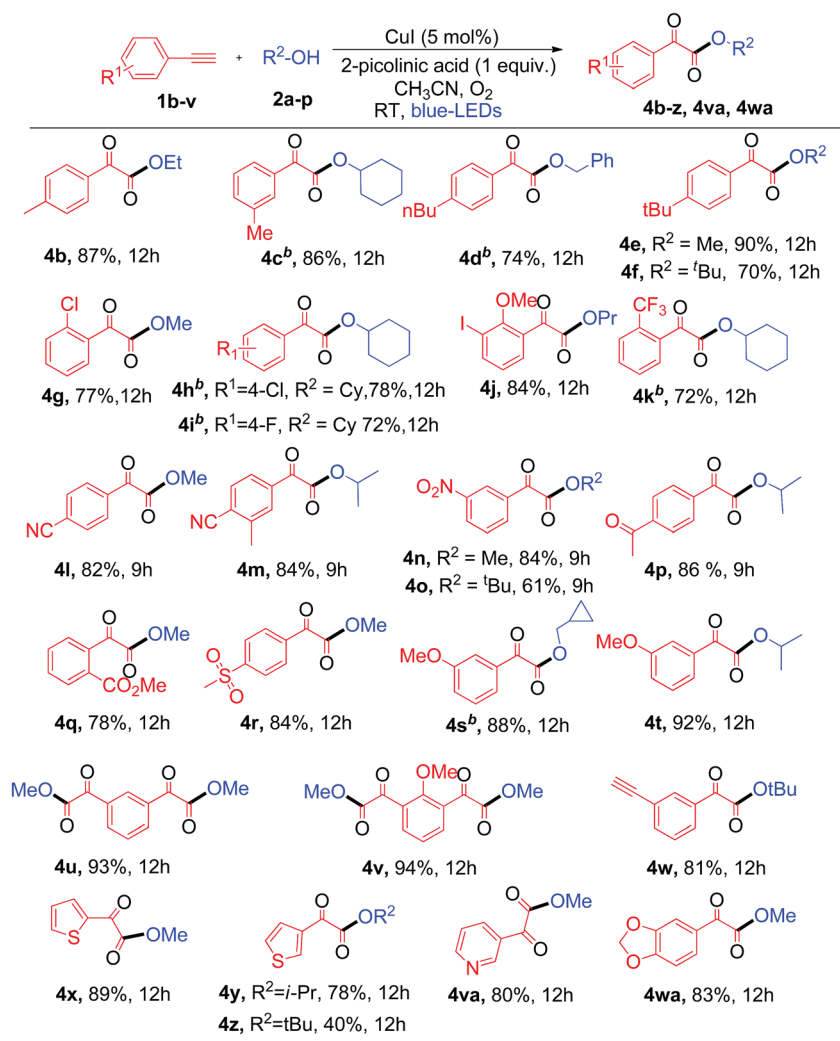 R¹
+
R²–OH
CuI (5 mol%)
2-picolinic acid (1 equiv.)
CH₃CN, O₂
RT, blue-LEDs
R¹ O O O R²
1b-v
2a-p
4b-z, 4va, 4wa
O OEt O
O O O Me
O O Ph O nBu
O OR² O tBu
4b, 87%, 12h
4cᵇ, 86%, 12h
4dᵇ, 74%, 12h
4e, R² = Me, 90%, 12h
4f, R² = ᵗBu, 70%, 12h
Cl O OMe O
O O O R₁
OMe O I OPr O
CF₃ O O O
4g, 77%,12h
4hᵇ, R¹=4-Cl, R² = Cy,78%,12h
4iᵇ, R¹=4-F, R² = Cy 72%,12h
4j, 84%, 12h
4kᵇ, 72%, 12h
O OMe O NC
O O O NC
O NO₂ OR² O
O O O O
4l, 82%, 9h
4m, 84%, 9h
4n, R² = Me, 84%, 9h
4o, R² = ᵗBu, 61%, 9h
4p, 86 %, 9h
O OMe O CO₂Me
O OMe O O S O
O MeO O O
O MeO O O
4q, 78%, 12h
4r, 84%, 12h
4sᵇ, 88%, 12h
4t, 92%, 12h
MeO O O OMe O O
MeO O OMe O OMe O O
O OtBu O
4u, 93%, 12h
4v, 94%, 12h
4w, 81%, 12h
O S OMe O
O OR² O S
O OMe O N
O O O OMe O
4x, 89%, 12h
4y, R²=i-Pr, 78%, 12h
4z, R²=tBu, 40%, 12h
4va, 80%, 12h
4wa, 83%, 12h